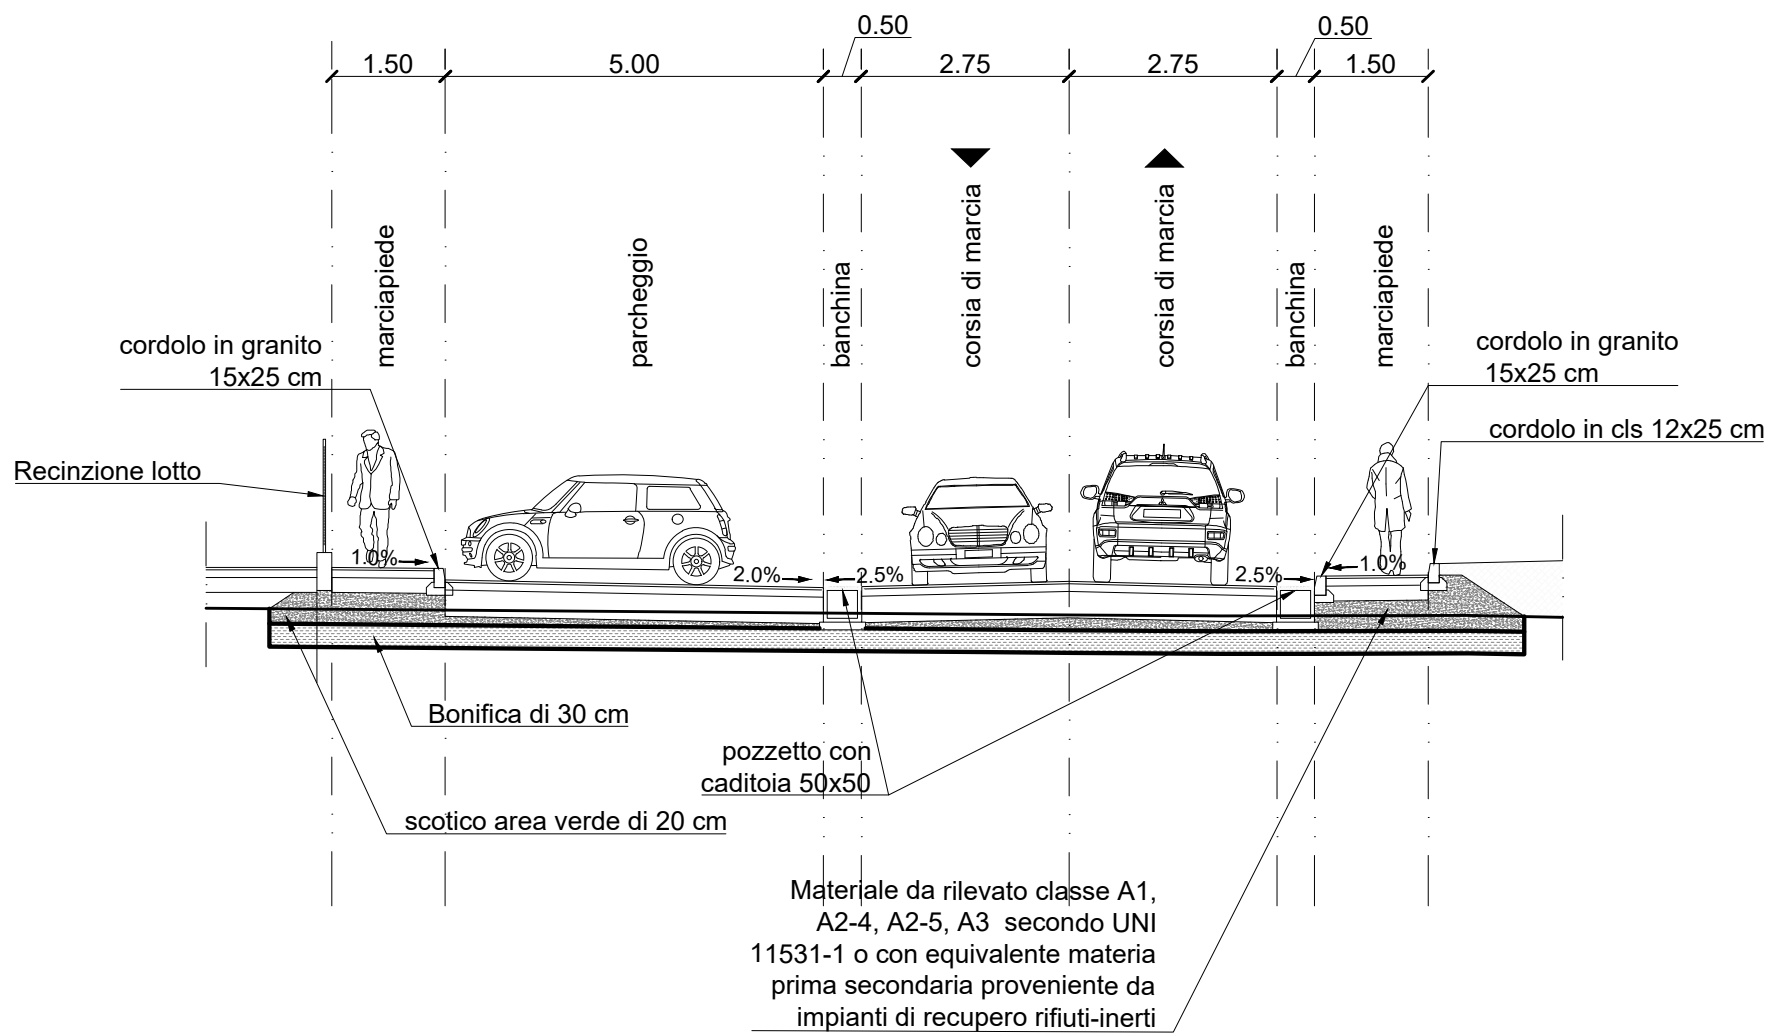 0.50
0.50
1.50
5.00
2.75
2.75
1.50
marciapiede
parcheggio
banchina
corsia di marcia
corsia di marcia
banchina
marciapiede
cordolo in granito
15x25 cm
cordolo in granito
15x25 cm
cordolo in cls 12x25 cm
Recinzione lotto
1.0%
2.0%
2.5%
2.5%
1.0%
Bonifica di 30 cm
pozzetto con
caditoia 50x50
scotico area verde di 20 cm
Materiale da rilevato classe A1,
A2-4, A2-5, A3 secondo UNI
11531-1 o con equivalente materia
prima secondaria proveniente da
impianti di recupero rifiuti-inerti